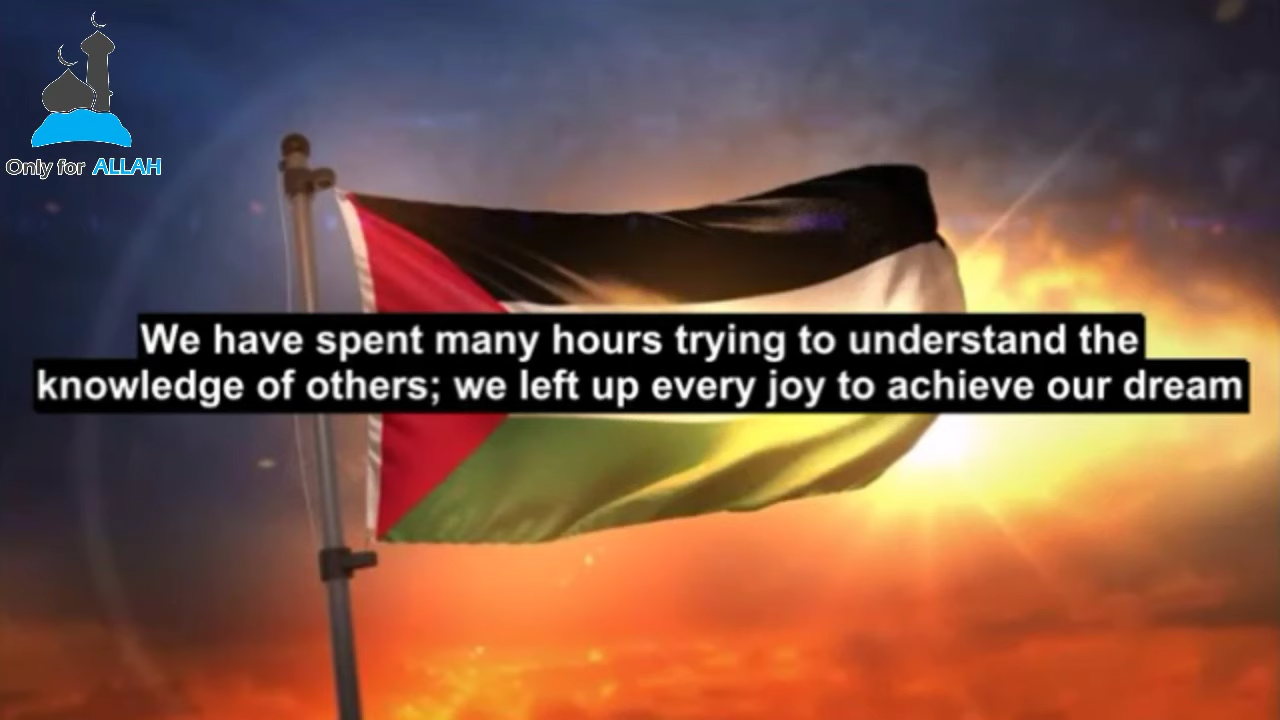 Only for ALLAH
We have spent many hours trying to understand the
knowledge of others; we left up every joy to achieve our dream